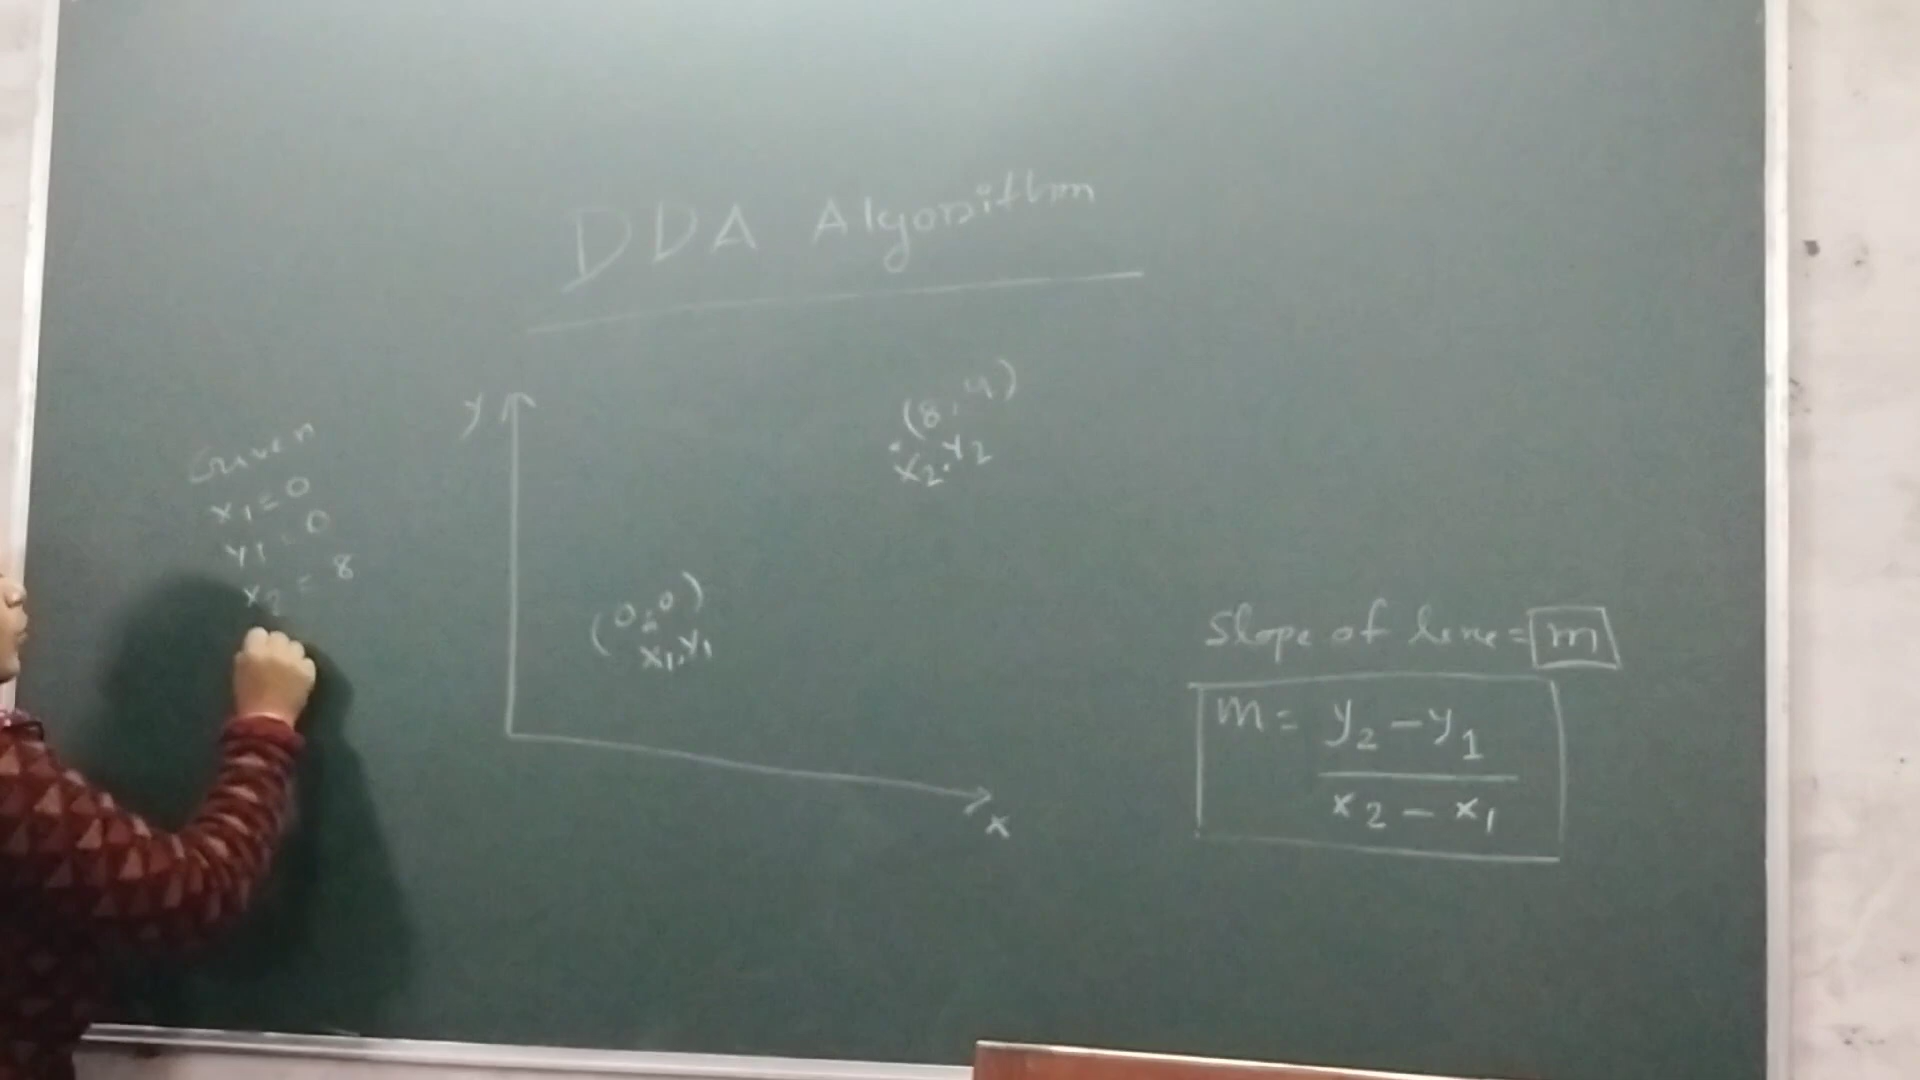 DDA Algorithm
Given
x1 = 0
y1 = 0
x2 = 8
y
(8, 4)
x2, y2
(0, 0)
x1, y1
x
Slope of line = m
m = y2 - y1
x2 - x1